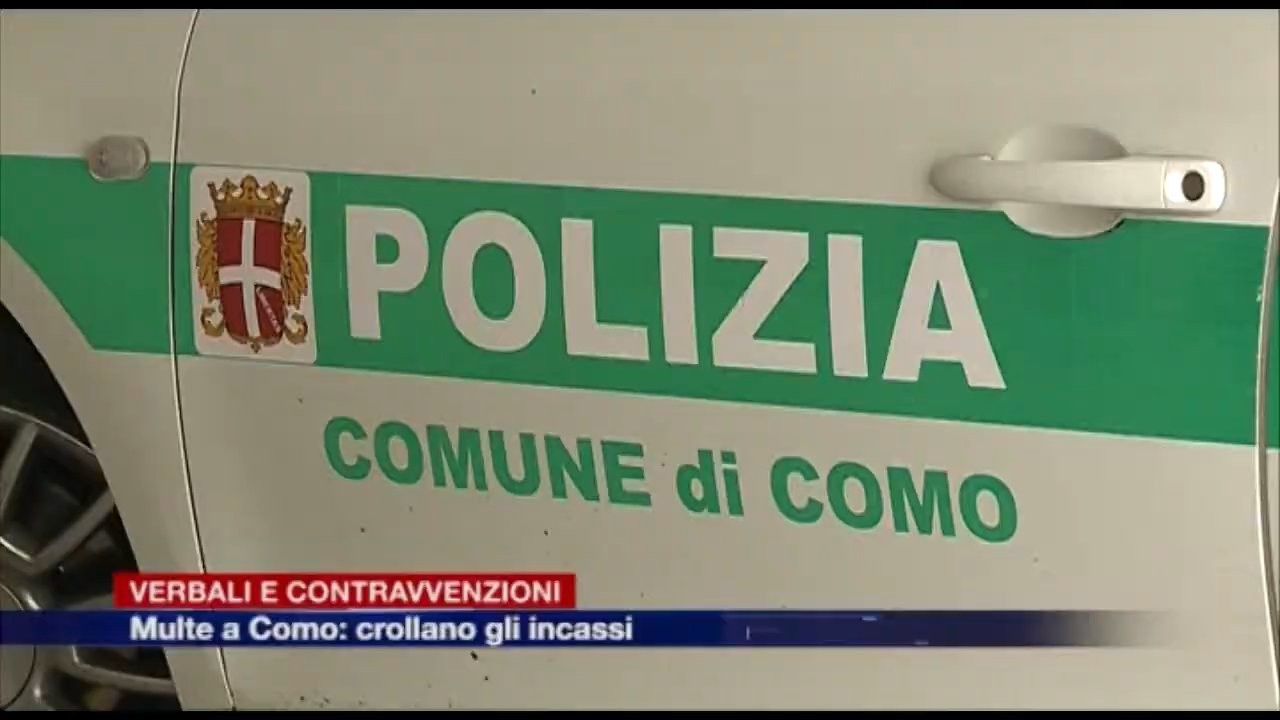 POLIZIA
COMUNE di COMO
VERBALI E CONTRAVVENZIONI
Multe a Como: crollano gli incassi